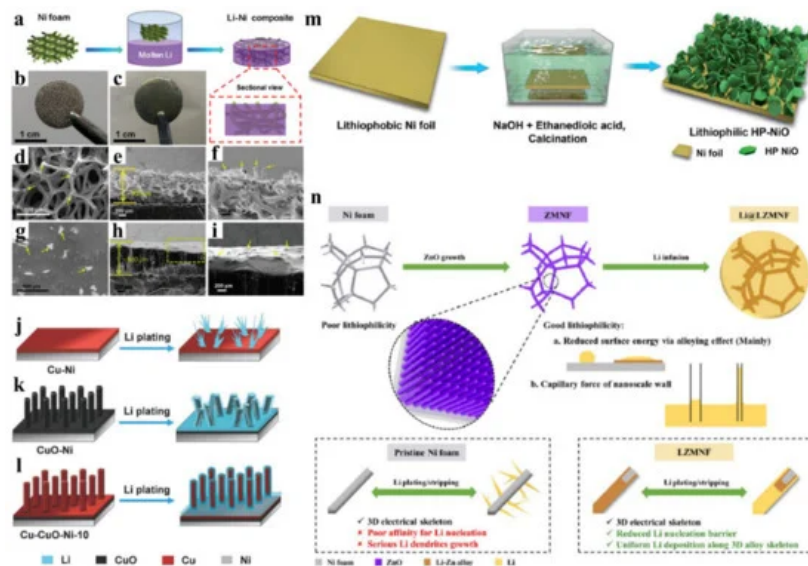 a
Ni foam
Li-Ni composite
Molten Li
Sectional view
b
c
1 cm
1 cm
d
e
f
g
h
i
j
Li plating
Cu-Ni
k
Li plating
CuO-Ni
l
Li plating
Cu-CuO-Ni-10
Li
CuO
Cu
Ni
m
Lithiophobic Ni foil
NaOH + Ethanedioic acid,
Calcination
Lithiophilic HP-NiO
Ni foil
HP NiO
n
Ni foam
ZMNF
Li@LZMNF
ZnO growth
Li infusion
Poor lithiophilicity
Good lithiophilicity:
a. Reduced surface energy via alloying effect (Mainly)
b. Capillary force of nanoscale wall
Pristine Ni foam
Li plating/stripping
✓ 3D electrical skeleton
✗ Poor affinity for Li nucleation
✗ Serious Li dendrites growth
LZMNF
Li plating/stripping
✓ 3D electrical skeleton
✓ Reduced Li nucleation barrier
✓ Uniform Li deposition along 3D alloy skeleton
Ni foam
ZnO
Li-Zn alloy
Li